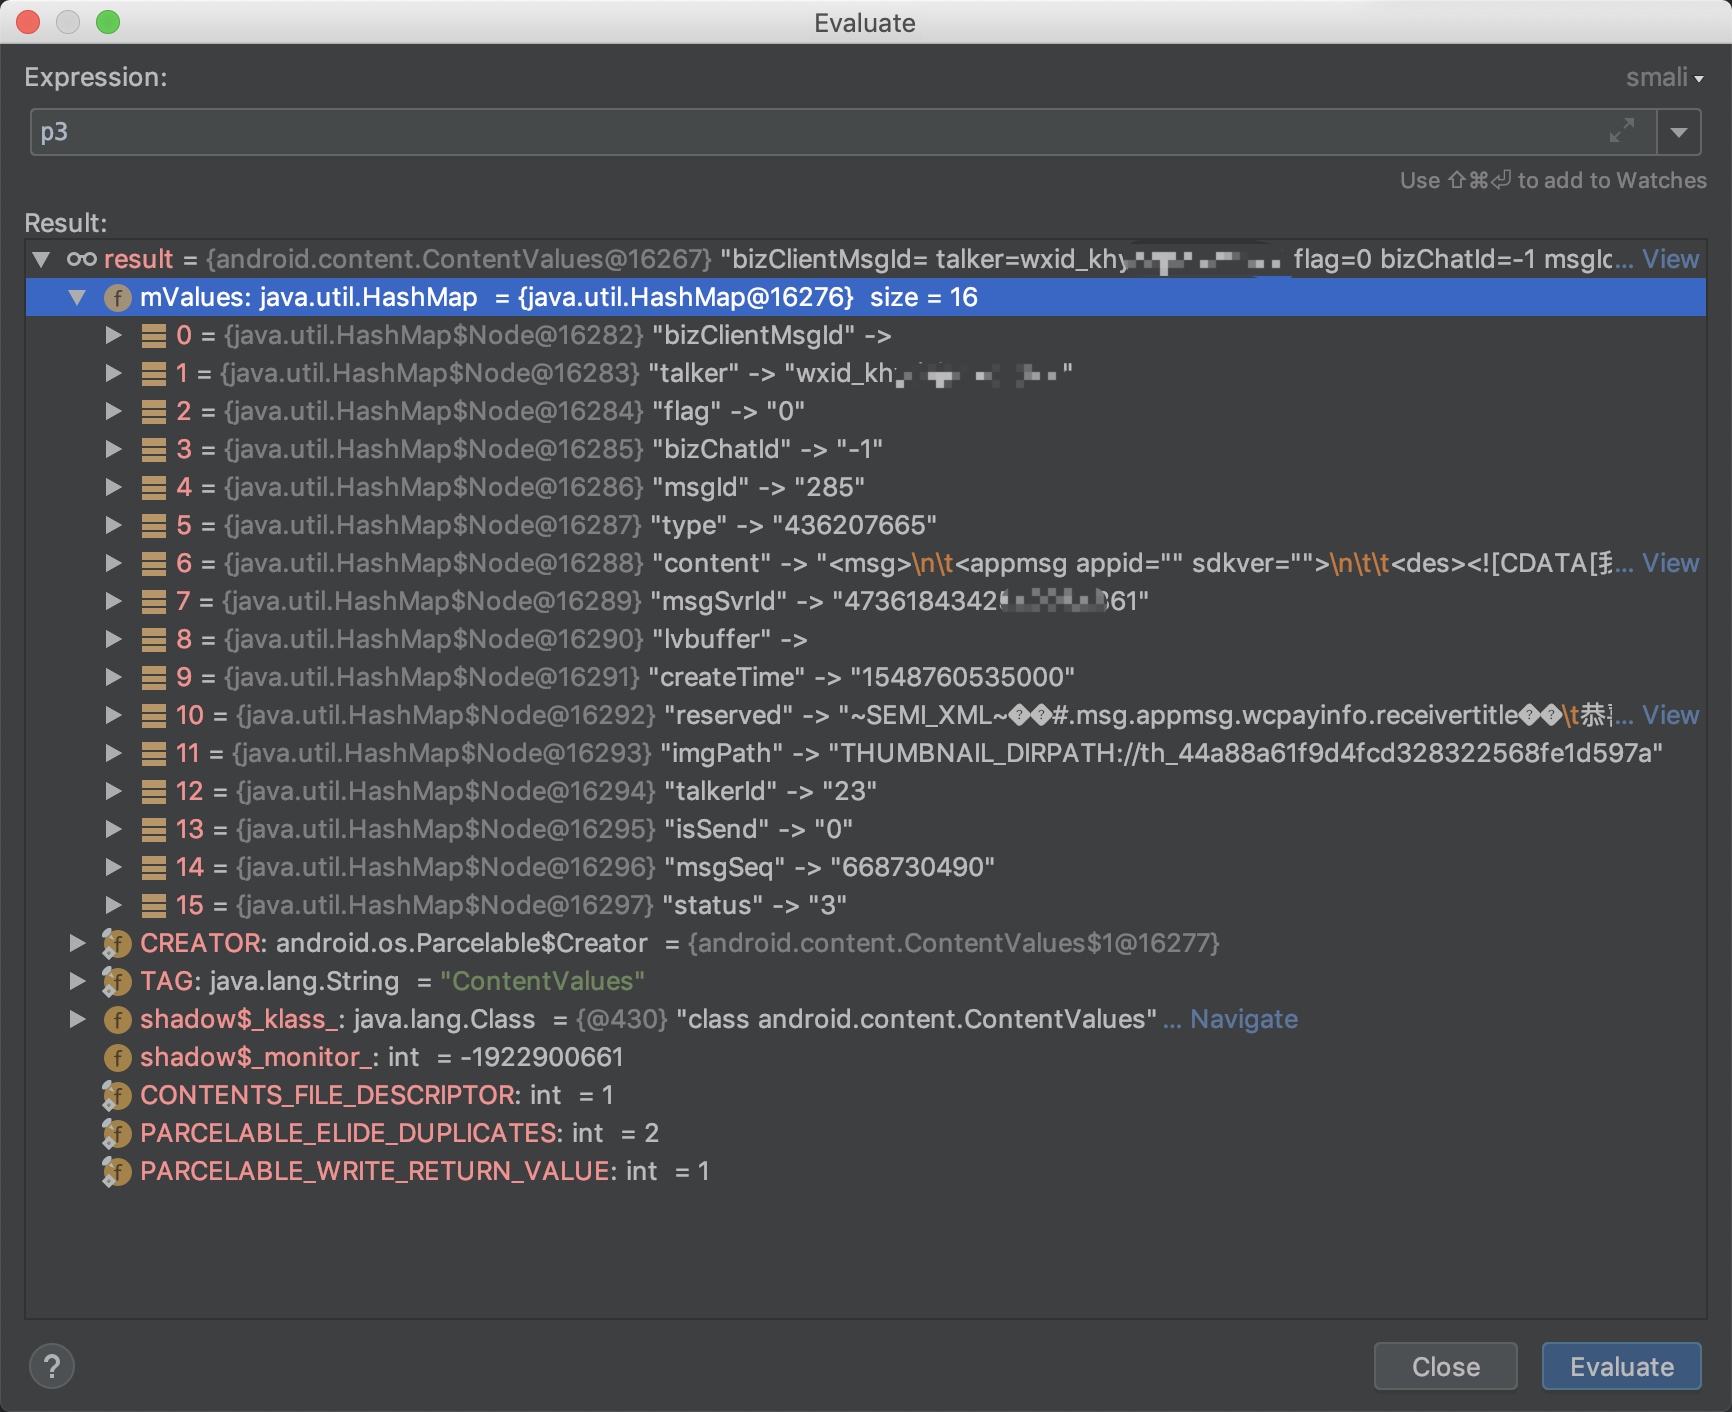 Evaluate
Expression:
smali
p3
Use ⇧⌘⏎ to add to Watches
Result:
result = {android.content.ContentValues@16267} "bizClientMsgId= talker=wxid_khy flag=0 bizChatId=-1 msgIc... View
mValues: java.util.HashMap = {java.util.HashMap@16276} size = 16
0 = {java.util.HashMap$Node@16282} "bizClientMsgId" ->
1 = {java.util.HashMap$Node@16283} "talker" -> "wxid_kh "
2 = {java.util.HashMap$Node@16284} "flag" -> "0"
3 = {java.util.HashMap$Node@16285} "bizChatId" -> "-1"
4 = {java.util.HashMap$Node@16286} "msgId" -> "285"
5 = {java.util.HashMap$Node@16287} "type" -> "436207665"
6 = {java.util.HashMap$Node@16288} "content" -> "<msg>\n\t<appmsg appid="" sdkver="">\n\t\t<des><![CDATA[... View
7 = {java.util.HashMap$Node@16289} "msgSvrId" -> "4736184342 61"
8 = {java.util.HashMap$Node@16290} "lvbuffer" ->
9 = {java.util.HashMap$Node@16291} "createTime" -> "1548760535000"
10 = {java.util.HashMap$Node@16292} "reserved" -> "~SEMI_XML~��#.msg.appmsg.wcpayinfo.receivertitle��\t恭... View
11 = {java.util.HashMap$Node@16293} "imgPath" -> "THUMBNAIL_DIRPATH://th_44a88a61f9d4fcd328322568fe1d597a"
12 = {java.util.HashMap$Node@16294} "talkerId" -> "23"
13 = {java.util.HashMap$Node@16295} "isSend" -> "0"
14 = {java.util.HashMap$Node@16296} "msgSeq" -> "668730490"
15 = {java.util.HashMap$Node@16297} "status" -> "3"
CREATOR: android.os.Parcelable$Creator = {android.content.ContentValues$1@16277}
TAG: java.lang.String = "ContentValues"
shadow$_klass_: java.lang.Class = {@430} "class android.content.ContentValues" ... Navigate
shadow$_monitor_: int = -1922900661
CONTENTS_FILE_DESCRIPTOR: int = 1
PARCELABLE_ELIDE_DUPLICATES: int = 2
PARCELABLE_WRITE_RETURN_VALUE: int = 1
?
Close
Evaluate